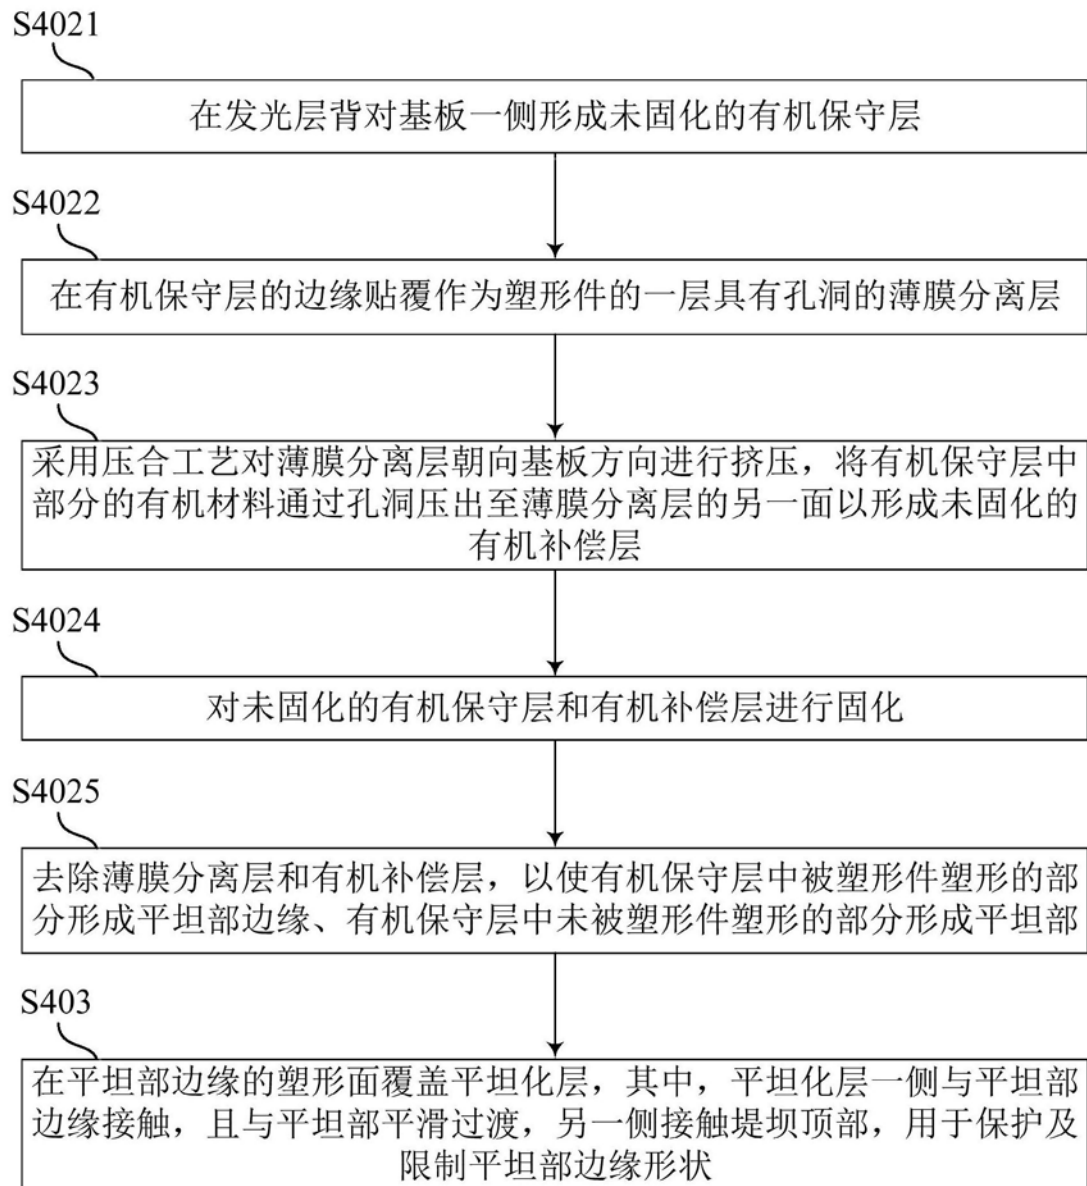 S4021
在发光层背对基板一侧形成未固化的有机保守层
S4022
在有机保守层的边缘贴覆作为塑形件的一层具有孔洞的薄膜分离层
S4023
采用压合工艺对薄膜分离层朝向基板方向进行挤压，将有机保守层中
部分的有机材料通过孔洞压出至薄膜分离层的另一面以形成未固化的
有机补偿层
S4024
对未固化的有机保守层和有机补偿层进行固化
S4025
去除薄膜分离层和有机补偿层，以使有机保守层中被塑形件塑形的部
分形成平坦部边缘、有机保守层中未被塑形件塑形的部分形成平坦部
S403
在平坦部边缘的塑形面覆盖平坦化层，其中，平坦化层一侧与平坦部
边缘接触，且与平坦部平滑过渡，另一侧接触堤坝顶部，用于保护及
限制平坦部边缘形状